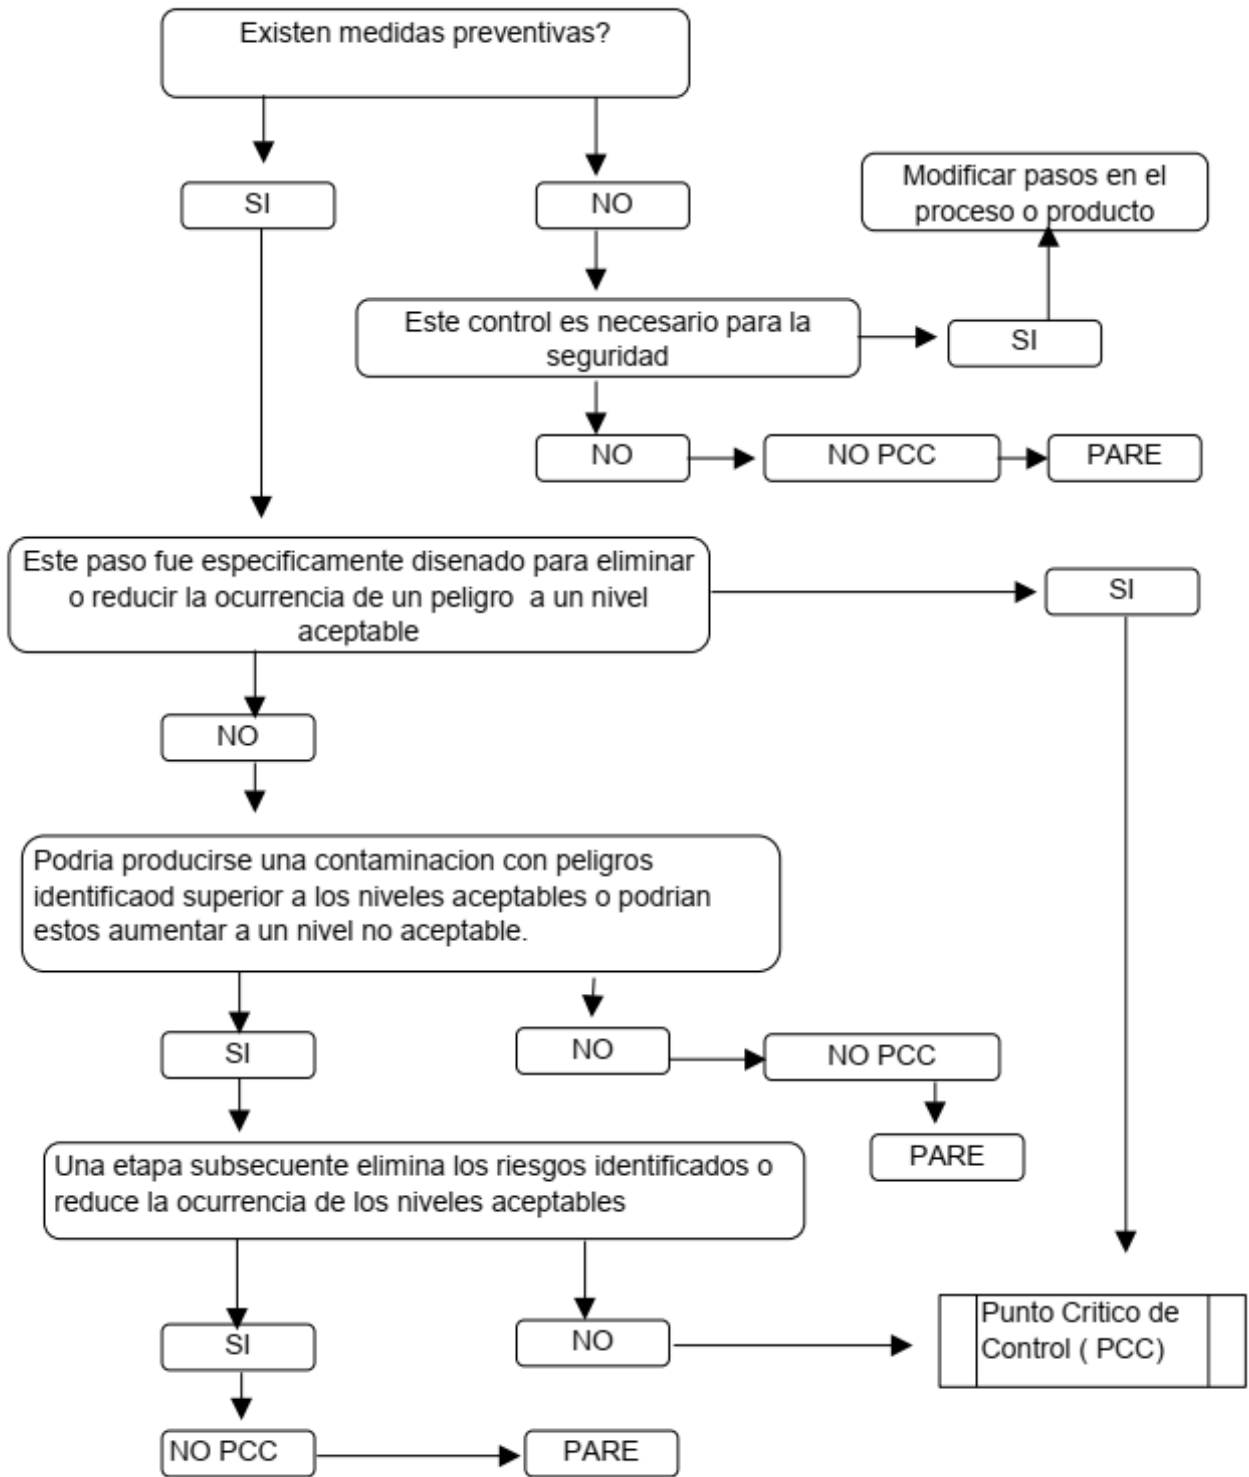 Existen medidas preventivas?
SI
NO
Modificar pasos en el
proceso o producto
Este control es necesario para la
seguridad
SI
NO
NO PCC
PARE
Este paso fue especificamente disenado para eliminar
o reducir la ocurrencia de un peligro a un nivel
aceptable
SI
NO
Podria producirse una contaminacion con peligros
identificaod superior a los niveles aceptables o podrian
estos aumentar a un nivel no aceptable.
SI
NO
NO PCC
PARE
Una etapa subsecuente elimina los riesgos identificados o
reduce la ocurrencia de los niveles aceptables
SI
NO
Punto Critico de
Control ( PCC)
NO PCC
PARE